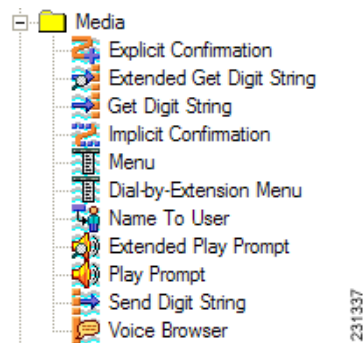 Media
Explicit Confirmation
Extended Get Digit String
Get Digit String
Implicit Confirmation
Menu
Dial-by-Extension Menu
Name To User
Extended Play Prompt
Play Prompt
Send Digit String
Voice Browser
231337